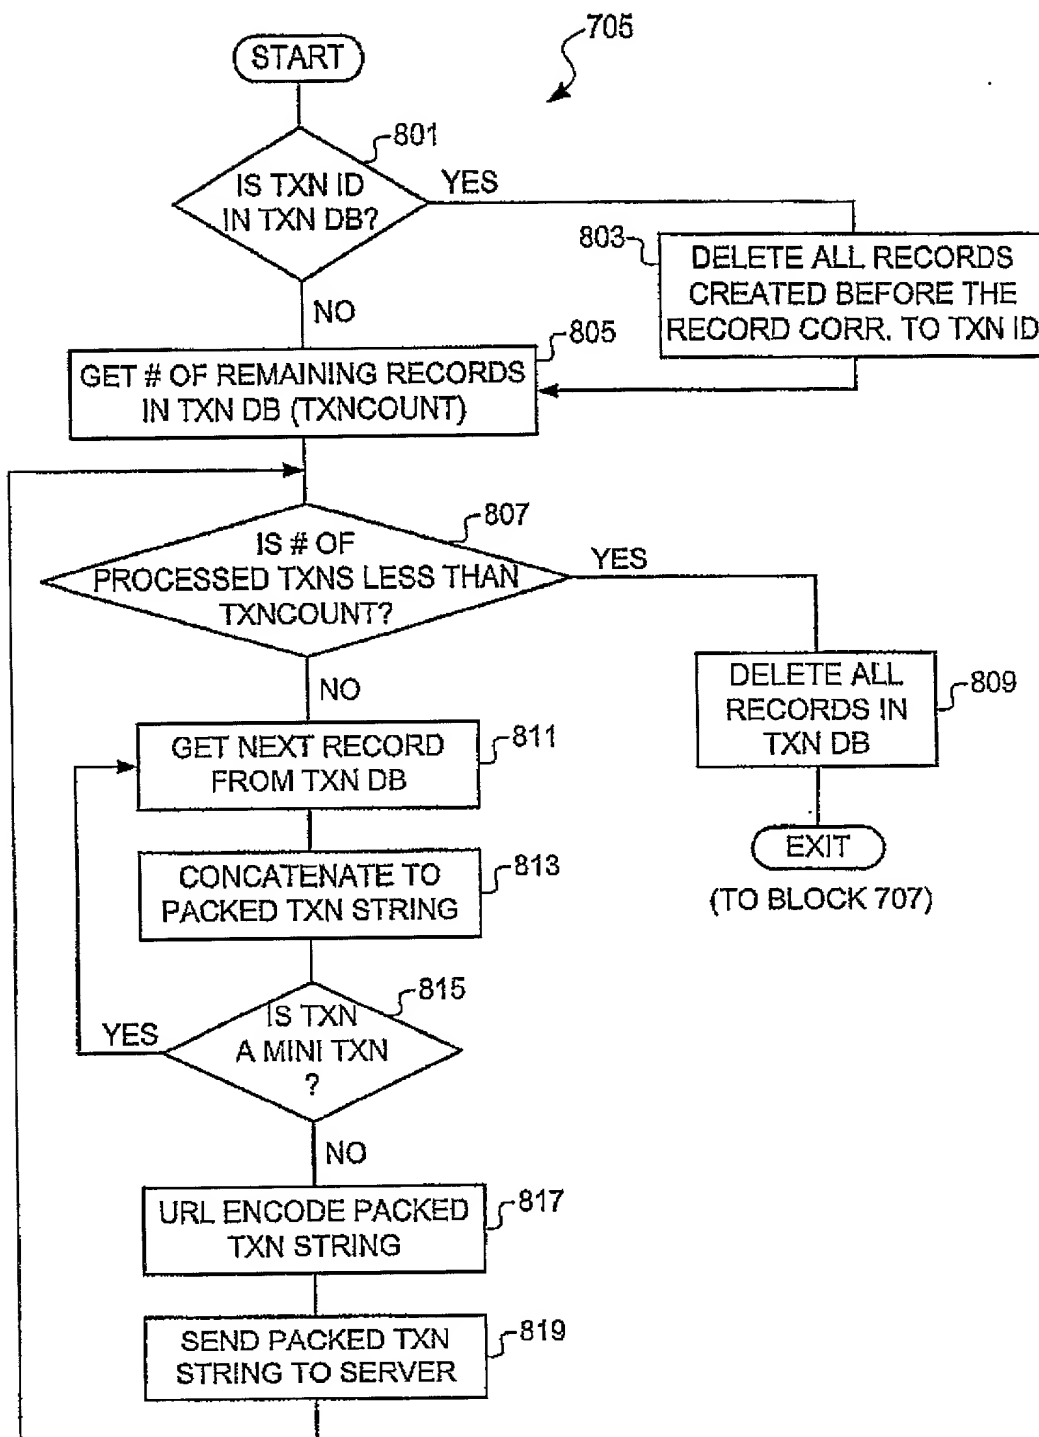 705
START
801
IS TXN ID
IN TXN DB?
YES
NO
803
DELETE ALL RECORDS
CREATED BEFORE THE
RECORD CORR. TO TXN ID
805
GET # OF REMAINING RECORDS
IN TXN DB (TXNCOUNT)
807
IS # OF
PROCESSED TXNS LESS THAN
TXNCOUNT?
YES
NO
DELETE ALL
RECORDS IN
TXN DB
809
EXIT
(TO BLOCK 707)
GET NEXT RECORD
FROM TXN DB
811
CONCATENATE TO
PACKED TXN STRING
813
815
IS TXN
A MINI TXN
?
YES
NO
URL ENCODE PACKED
TXN STRING
817
SEND PACKED TXN
STRING TO SERVER
819